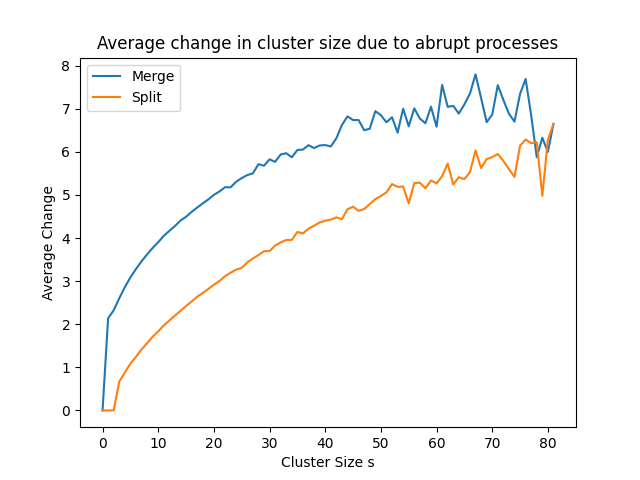 Average change in cluster size due to abrupt processes
Merge
Split
8
7
6
5
4
3
2
1
0
Average Change
0 10 20 30 40 50 60 70 80
Cluster Size s